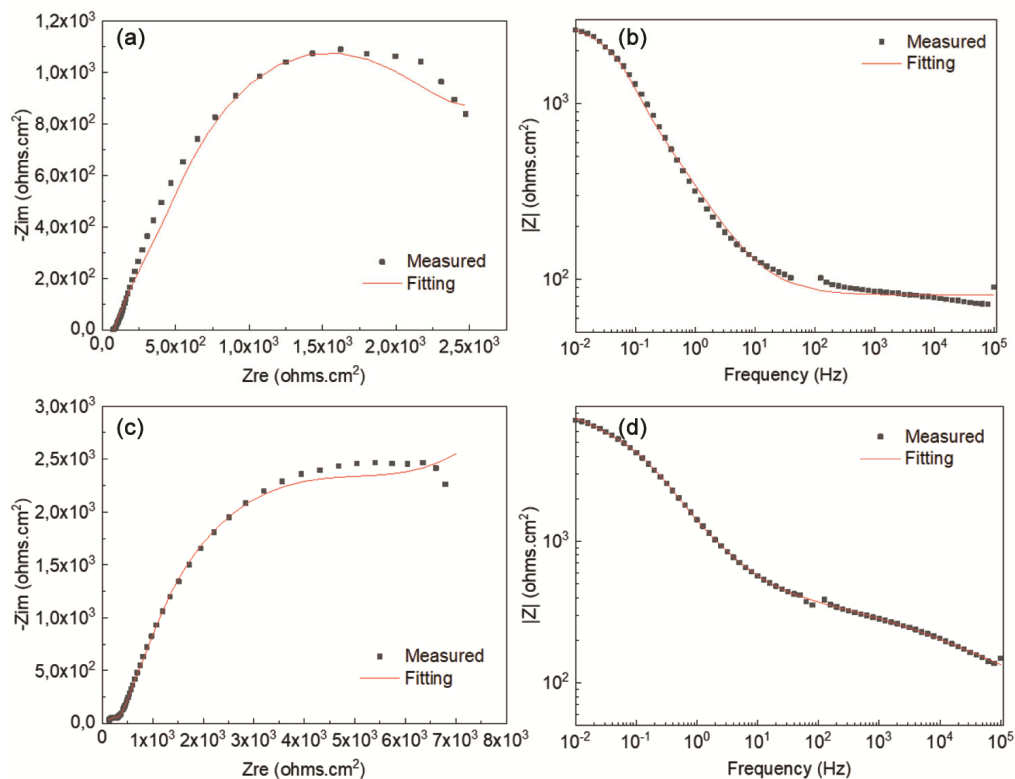 (a)
1,2x10³
1,0x10³
8,0x10²
6,0x10²
4,0x10²
2,0x10²
0,0
-Zim (ohms.cm²)
Measured
Fitting
0,0
5,0x10²
1,0x10³
1,5x10³
2,0x10³
2,5x10³
Zre (ohms.cm²)
(b)
10³
10²
|Z| (ohms.cm²)
Measured
Fitting
10⁻²
10⁻¹
10⁰
10¹
10²
10³
10⁴
10⁵
Frequency (Hz)
(c)
3,0x10³
2,5x10³
2,0x10³
1,5x10³
1,0x10³
5,0x10²
0,0
-Zim (ohms.cm²)
Measured
Fitting
0
1x10³
2x10³
3x10³
4x10³
5x10³
6x10³
7x10³
8x10³
Zre (ohms.cm²)
(d)
10³
10²
|Z| (ohms.cm²)
Measured
Fitting
10⁻²
10⁻¹
10⁰
10¹
10²
10³
10⁴
10⁵
Frequency (Hz)